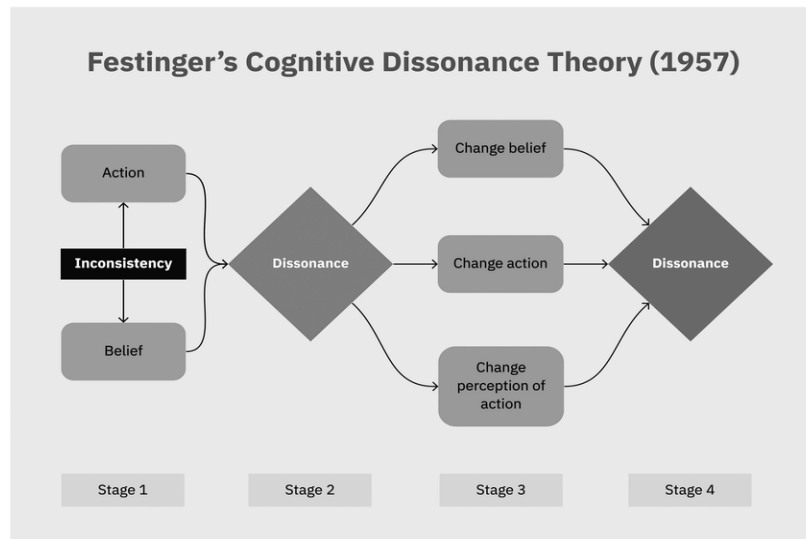 Festinger’s Cognitive Dissonance Theory (1957)
Action
Inconsistency
Belief
Dissonance
Change belief
Change action
Change
perception of
action
Dissonance
Stage 1
Stage 2
Stage 3
Stage 4